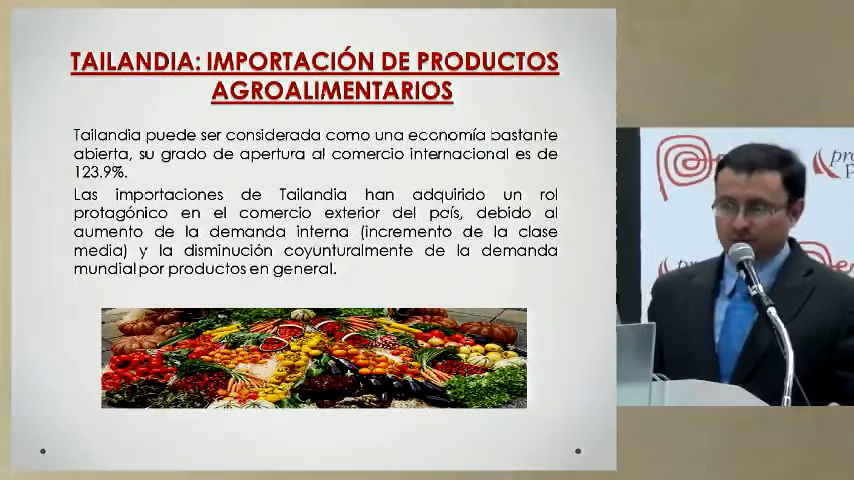 TAILANDIA: IMPORTACIÓN DE PRODUCTOS
AGROALIMENTARIOS
Tailandia puede ser considerada como una economía bastante
abierta, su grado de apertura al comercio internacional es de
123.9%.
Las importaciones de Tailandia han adquirido un rol
protagónico en el comercio exterior del país, debido al
aumento de la demanda interna (incremento de la clase
media) y la disminución coyunturalmente de la demanda
mundial por productos en general.